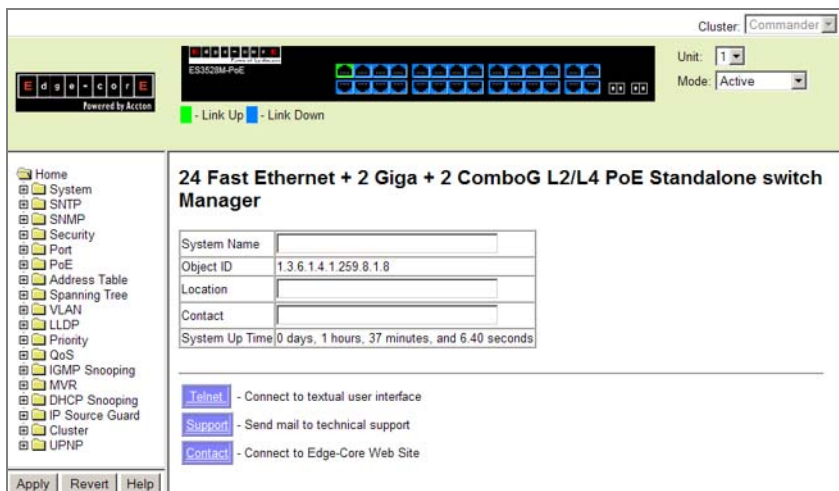 Cluster: Commander
Edge-corE
Powered by Accton
Edge-corE
ES3528M-PoE
Unit: 1
Mode: Active
- Link Up - Link Down
Home
System
SNTP
SNMP
Security
Port
PoE
Address Table
Spanning Tree
VLAN
LLDP
Priority
QoS
IGMP Snooping
MVR
DHCP Snooping
IP Source Guard
Cluster
UPNP
Apply Revert Help
24 Fast Ethernet + 2 Giga + 2 ComboG L2/L4 PoE Standalone switch
Manager
System Name
Object ID 1.3.6.1.4.1.259.8.1.8
Location
Contact
System Up Time 0 days, 1 hours, 37 minutes, and 6.40 seconds
Telnet - Connect to textual user interface
Support - Send mail to technical support
Contact - Connect to Edge-Core Web Site